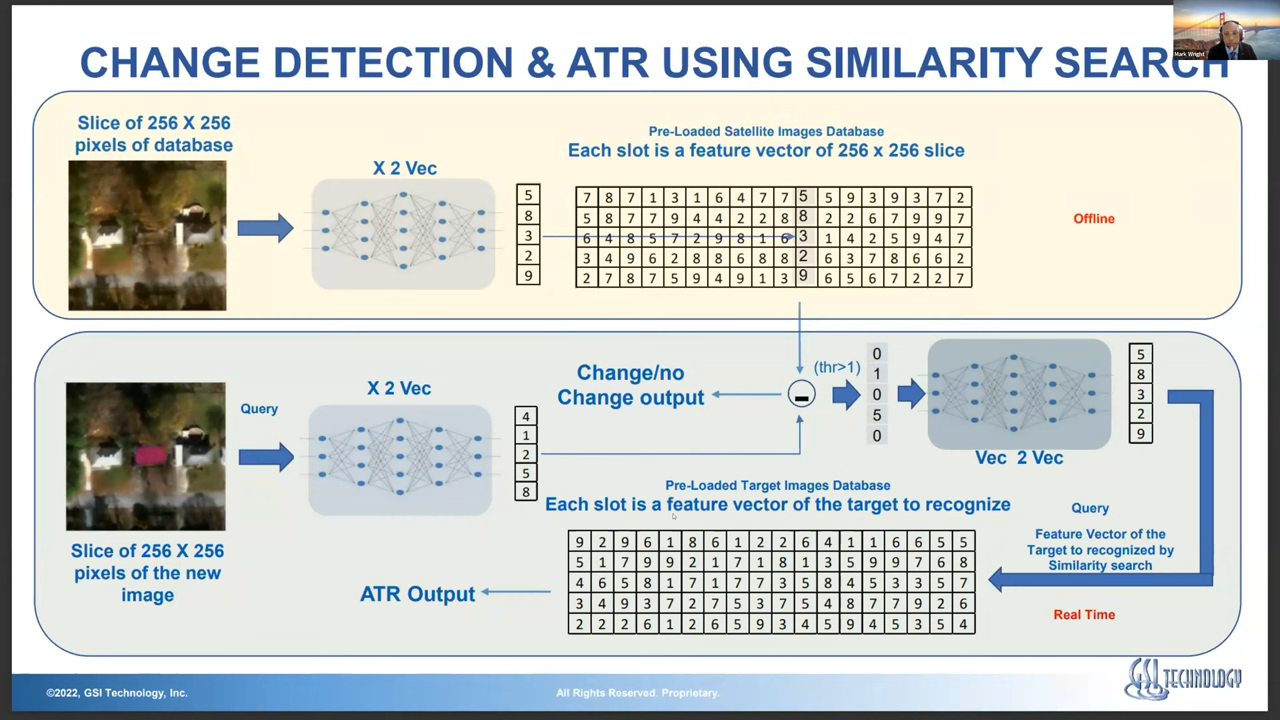 Mark Wright
CHANGE DETECTION & ATR USING SIMILARITY SEARCH
Slice of 256 X 256
pixels of database
X 2 Vec
5
8
3
2
9
Pre-Loaded Satellite Images Database
Each slot is a feature vector of 256 x 256 slice
7 8 7 1 3 1 6 4 7 7 5 5 9 3 9 3 7 2
5 8 7 7 9 4 4 2 2 8 8 2 2 6 7 9 9 7
6 4 8 5 7 2 9 8 1 6 3 1 4 2 5 9 4 7
3 4 9 6 2 8 8 6 8 8 2 6 3 7 8 6 6 2
2 7 8 7 5 9 4 9 1 3 9 6 5 6 7 2 2 7
Offline
Query
X 2 Vec
4
1
2
5
8
Slice of 256 X 256
pixels of the new
image
Change/no
Change output
-
(thr>1)
0
1
0
5
0
Vec 2 Vec
5
8
3
2
9
Query
Feature Vector of the
Target to recognized by
Similarity search
Real Time
Pre-Loaded Target Images Database
Each slot is a feature vector of the target to recognize
9 2 9 6 1 8 6 1 2 2 6 4 1 1 6 6 5 5
5 1 7 9 9 2 1 7 1 8 1 3 5 9 9 7 6 8
4 6 5 8 1 7 1 7 7 3 5 8 4 5 3 3 5 7
3 4 9 3 7 2 7 5 3 7 5 4 8 7 7 9 2 6
2 2 2 6 1 2 6 5 9 3 4 5 9 4 5 3 5 4
ATR Output
©2022, GSI Technology, Inc.
All Rights Reserved. Proprietary.
GSI TECHNOLOGY